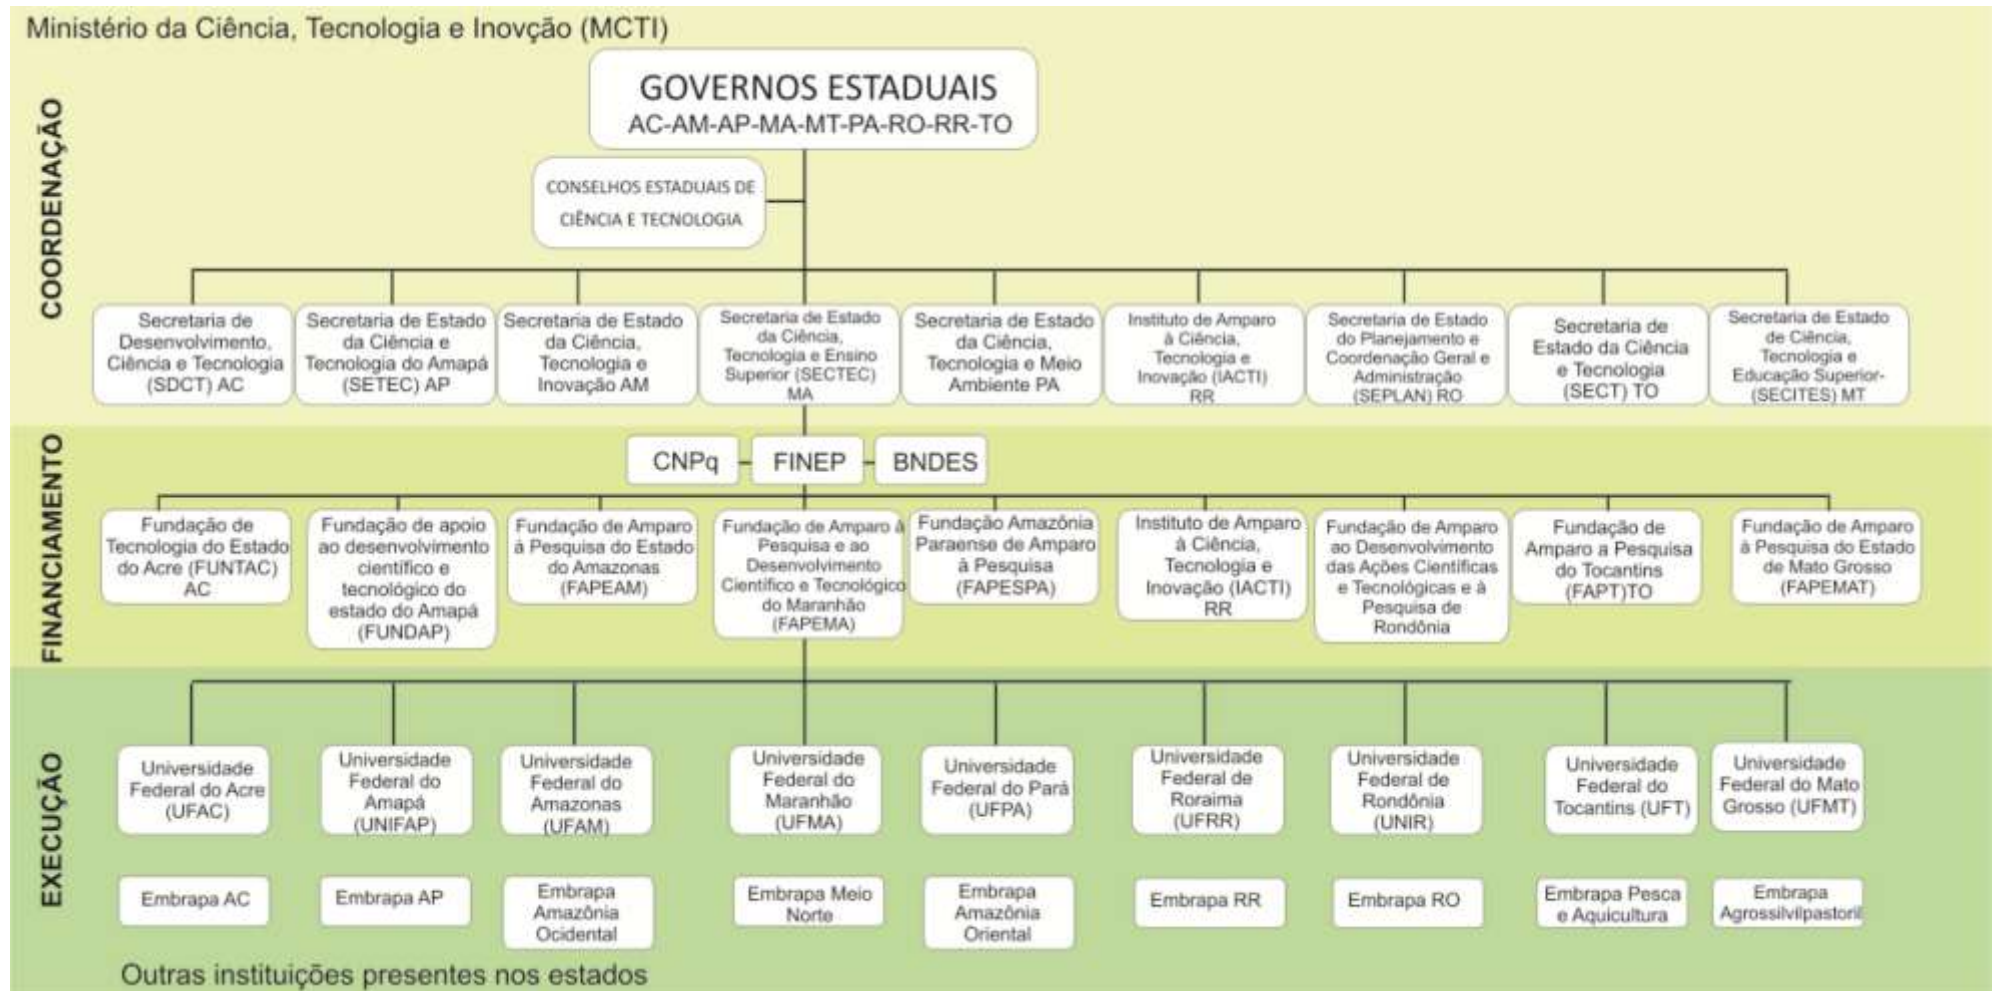 Ministério da Ciência, Tecnologia e Inovção (MCTI)
COORDENAÇÃO
GOVERNOS ESTADUAIS
AC-AM-AP-MA-MT-PA-RO-RR-TO
CONSELHOS ESTADUAIS DE
CIÊNCIA E TECNOLOGIA
Secretaria de
Desenvolvimento,
Ciência e Tecnologia
(SDCT) AC
Secretaria de Estado
da Ciência e
Tecnologia do Amapá
(SETEC) AP
Secretaria de Estado
da Ciência,
Tecnologia e
Inovação AM
Secretaria de Estado
da Ciência,
Tecnologia e Ensino
Superior (SECTEC)
MA
Secretaria de Estado
da Ciência,
Tecnologia e Meio
Ambiente PA
Instituto de Amparo
à Ciência,
Tecnologia e
Inovação (IACTI)
RR
Secretaria de Estado
do Planejamento e
Coordenação Geral e
Administração
(SEPLAN) RO
Secretaria de
Estado da Ciência
e Tecnologia
(SECT) TO
Secretaria de Estado
de Ciência,
Tecnologia e
Educação Superior-
(SECITES) MT
FINANCIAMENTO
CNPq
FINEP
BNDES
Fundação de
Tecnologia do Estado
do Acre (FUNTAC)
AC
Fundação de apoio
ao desenvolvimento
científico e
tecnológico do
estado do Amapá
(FUNDAP)
Fundação de Amparo
à Pesquisa do Estado
do Amazonas
(FAPEAM)
Fundação de Amparo à
Pesquisa e ao
Desenvolvimento
Científico e Tecnológico
do Maranhão
(FAPEMA)
Fundação Amazônia
Paraense de Amparo
à Pesquisa
(FAPESPA)
Instituto de Amparo
à Ciência,
Tecnologia e
Inovação (IACTI)
RR
Fundação de Amparo
ao Desenvolvimento
das Ações Científicas
e Tecnológicas e à
Pesquisa de
Rondônia
Fundação de
Amparo a Pesquisa
do Tocantins
(FAPT)TO
Fundação de Amparo
à Pesquisa do Estado
de Mato Grosso
(FAPEMAT)
EXECUÇÃO
Universidade
Federal do Acre
(UFAC)
Universidade
Federal do
Amapá
(UNIFAP)
Universidade
Federal do
Amazonas
(UFAM)
Universidade
Federal do
Maranhão
(UFMA)
Universidade
Federal do Pará
(UFPA)
Universidade
Federal de
Roraima
(UFRR)
Universidade
Federal de
Rondônia
(UNIR)
Universidade
Federal do
Tocantins (UFT)
Universidade
Federal do Mato
Grosso (UFMT)
Embrapa AC
Embrapa AP
Embrapa
Amazônia
Ocidental
Embrapa Meio
Norte
Embrapa
Amazônia
Oriental
Embrapa RR
Embrapa RO
Embrapa Pesca
e Aquicultura
Embrapa
Agrossilvilpastoril
Outras instituições presentes nos estados